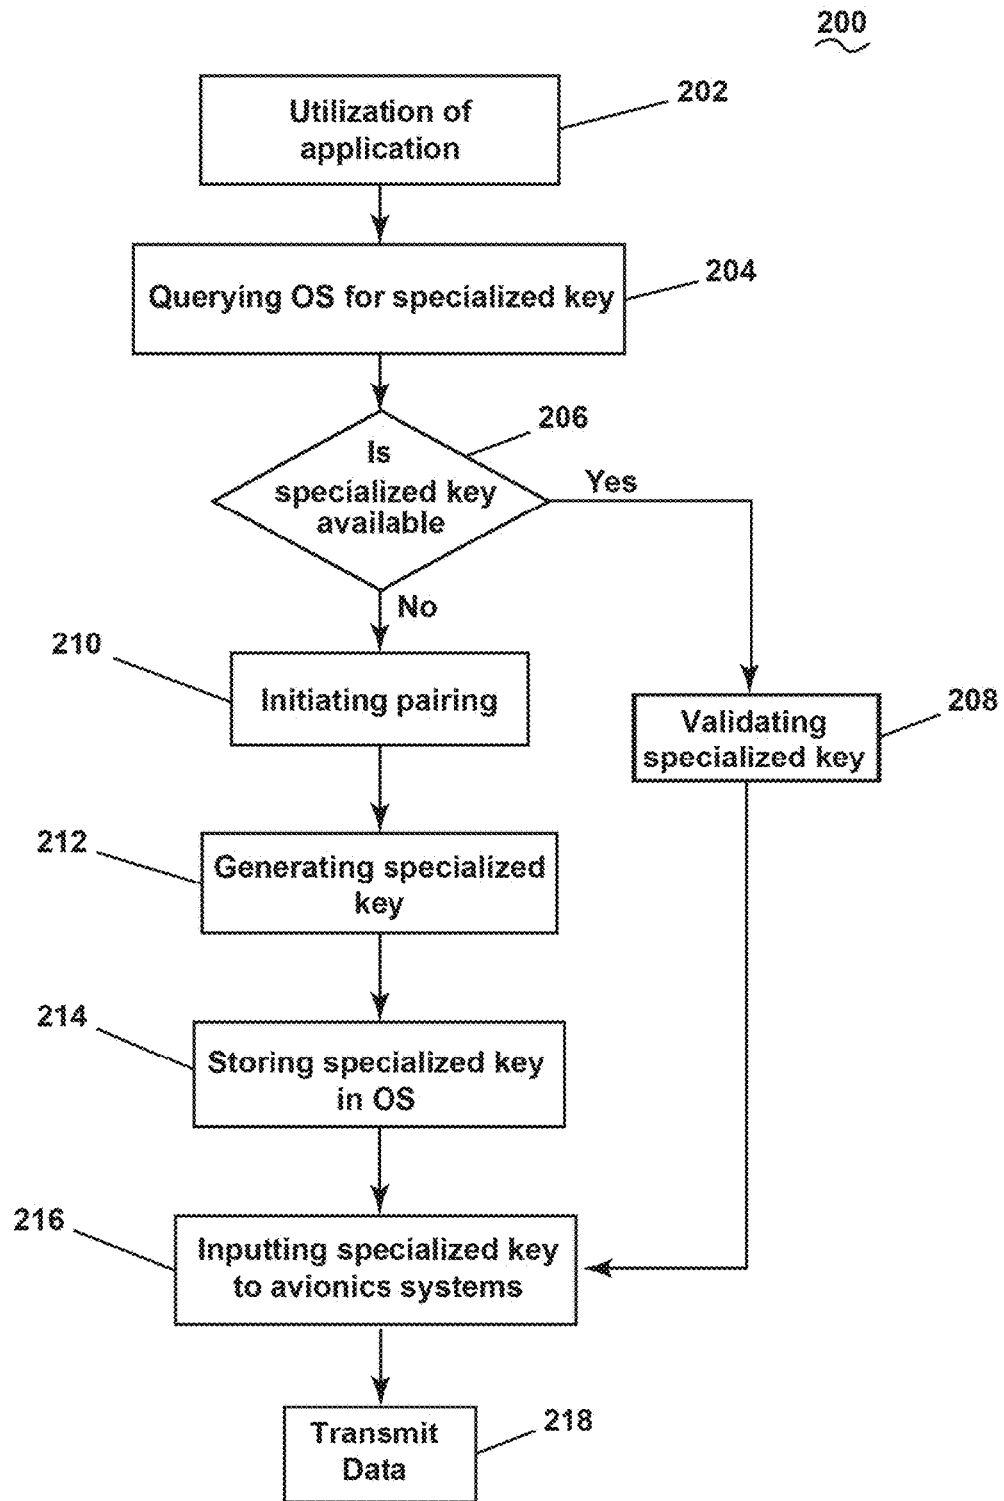 200
Utilization of
application
202
Querying OS for specialized key
204
Is
specialized key
available
206
Yes
No
210
Initiating pairing
Validating
specialized key
208
212
Generating specialized
key
214
Storing specialized key
in OS
216
Inputting specialized key
to avionics systems
Transmit
Data
218